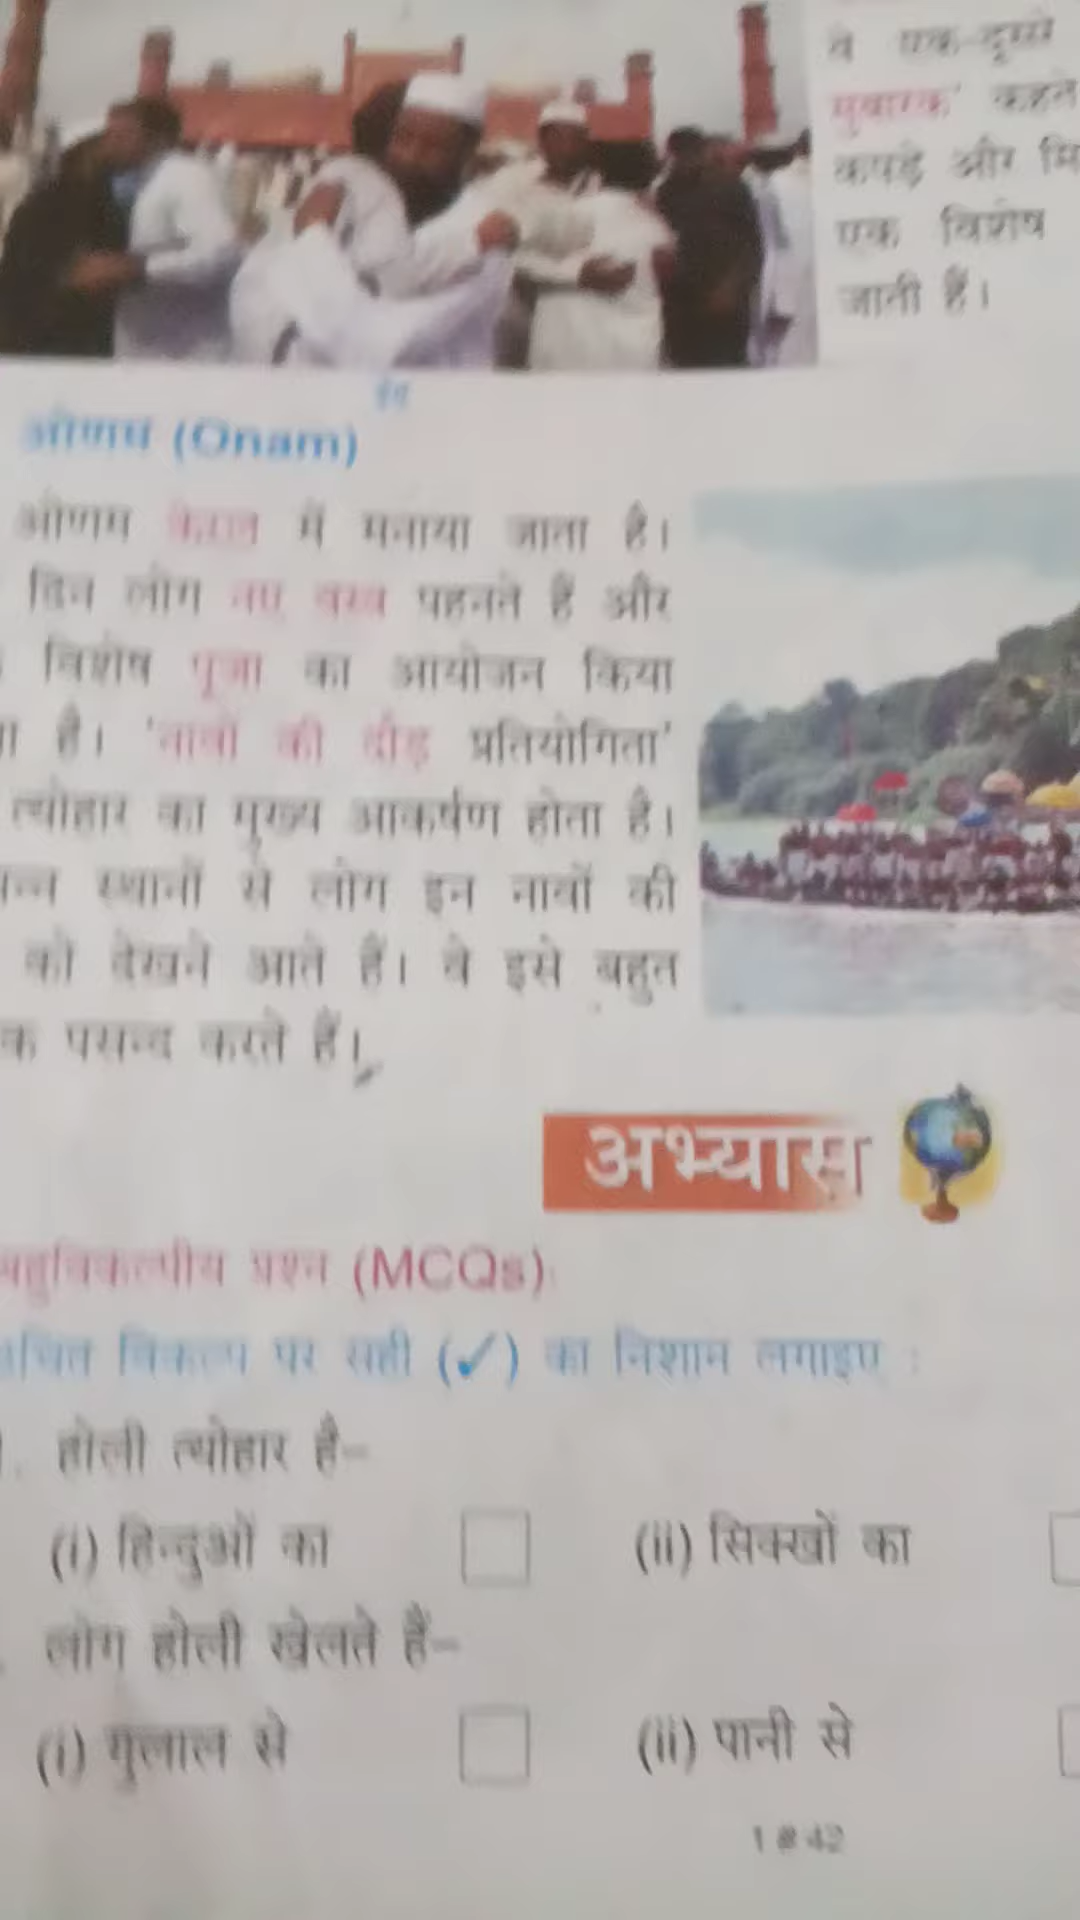 वे एक-दूसरे
मुबारक' कहते
कपड़े और मि
एक विशेष
जाती हैं।
ईद
ओणम (Onam)
ओणम केरल में मनाया जाता है।
दिन लोग नए वस्त्र पहनते हैं और
विशेष पूजा का आयोजन किया
है। 'नावों की दौड़ प्रतियोगिता'
त्योहार का मुख्य आकर्षण होता है।
न्न स्थानों से लोग इन नावों की
को देखने आते हैं। वे इसे बहुत
क पसन्द करते हैं।
अभ्यास
बहुविकल्पीय प्रश्न (MCQs)
उचित विकल्प पर सही (✓) का निशान लगाइए :
होली त्योहार है–
(i) हिन्दुओं का (ii) सिक्खों का
लोग होली खेलते हैं–
(i) गुलाल से (ii) पानी से
42